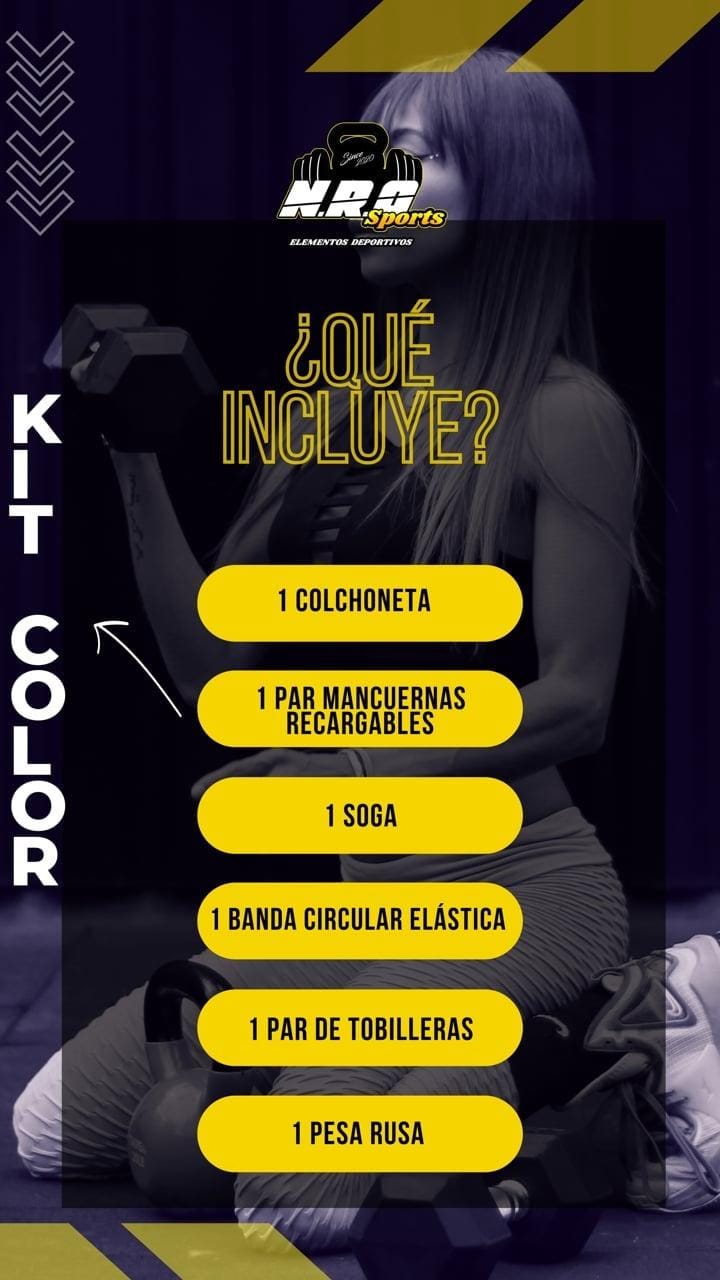 Since
2020
N.R.G
Sports
ELEMENTOS DEPORTIVOS
¿QUÉ
INCLUYE?
KIT COLOR
1 COLCHONETA
1 PAR MANCUERNAS
RECARGABLES
1 SOGA
1 BANDA CIRCULAR ELÁSTICA
1 PAR DE TOBILLERAS
1 PESA RUSA